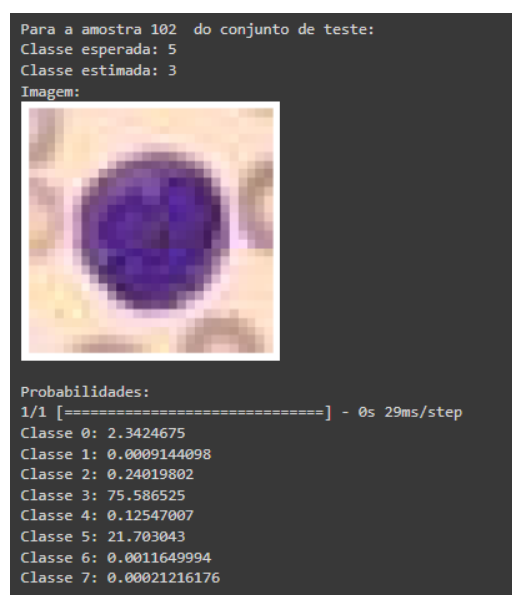 Para a amostra 102  do conjunto de teste:
Classe esperada: 5
Classe estimada: 3
Imagem:
Probabilidades:
1/1 [==============================] - 0s 29ms/step
Classe 0: 2.3424675
Classe 1: 0.0009144098
Classe 2: 0.24019802
Classe 3: 75.586525
Classe 4: 0.12547007
Classe 5: 21.703043
Classe 6: 0.0011649994
Classe 7: 0.00021216176